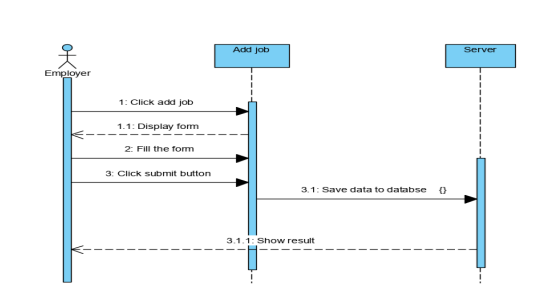 Employer
Add job
Server
1: Click add job
1.1: Display form
2: Fill the form
3: Click submit button
3.1: Save data to databse {}
3.1.1: Show result